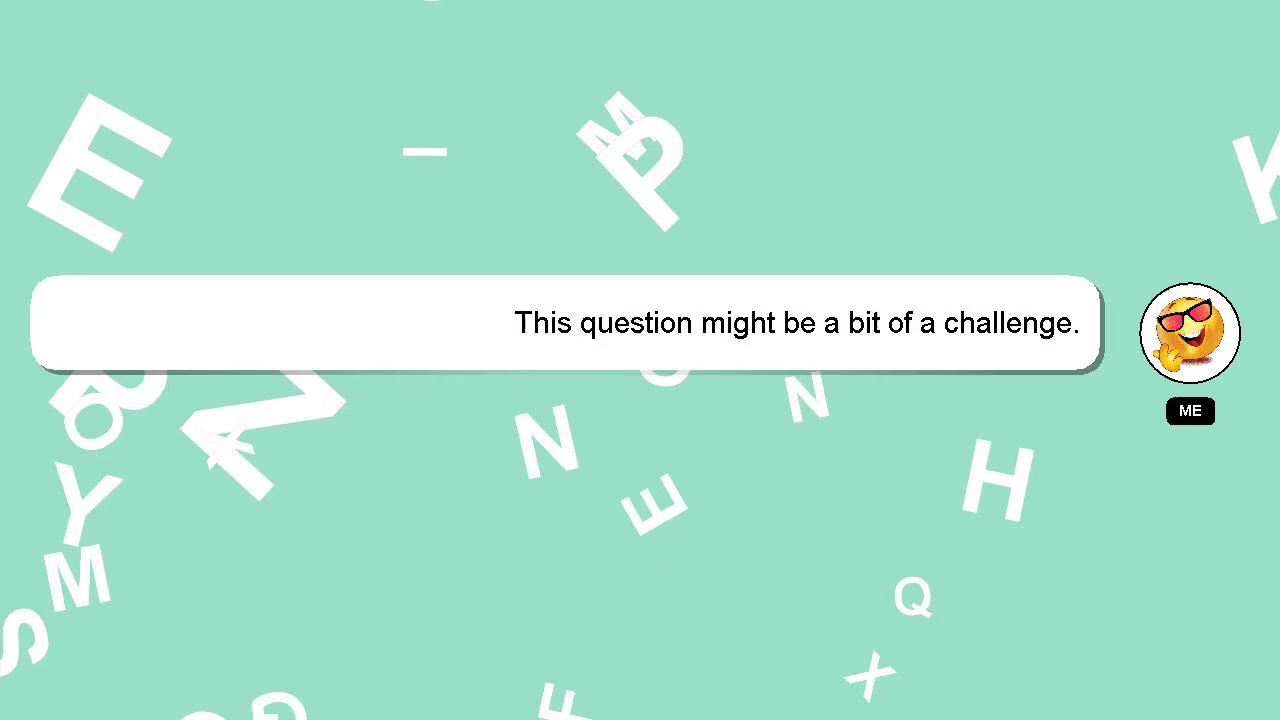 E
M
P
K
This question might be a bit of a challenge.
ME
Z
N
N
A
Y
E
H
M
Q
S
X
G
F